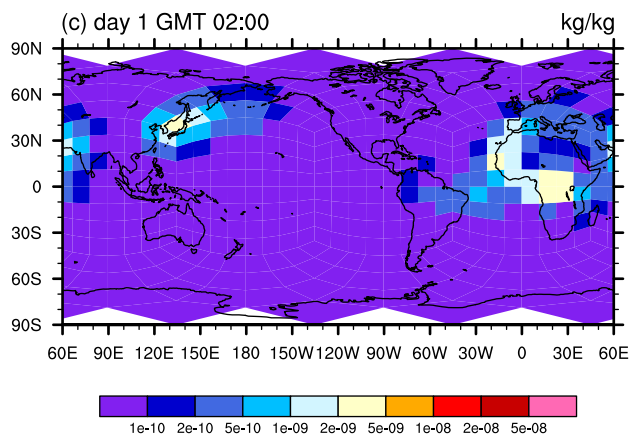 (c) day 1 GMT 02:00 kg/kg
90N
60N
30N
0
30S
60S
90S
60E 90E 120E 150E 180 150W 120W 90W 60W 30W 0 30E 60E
1e-10 2e-10 5e-10 1e-09 2e-09 5e-09 1e-08 2e-08 5e-08